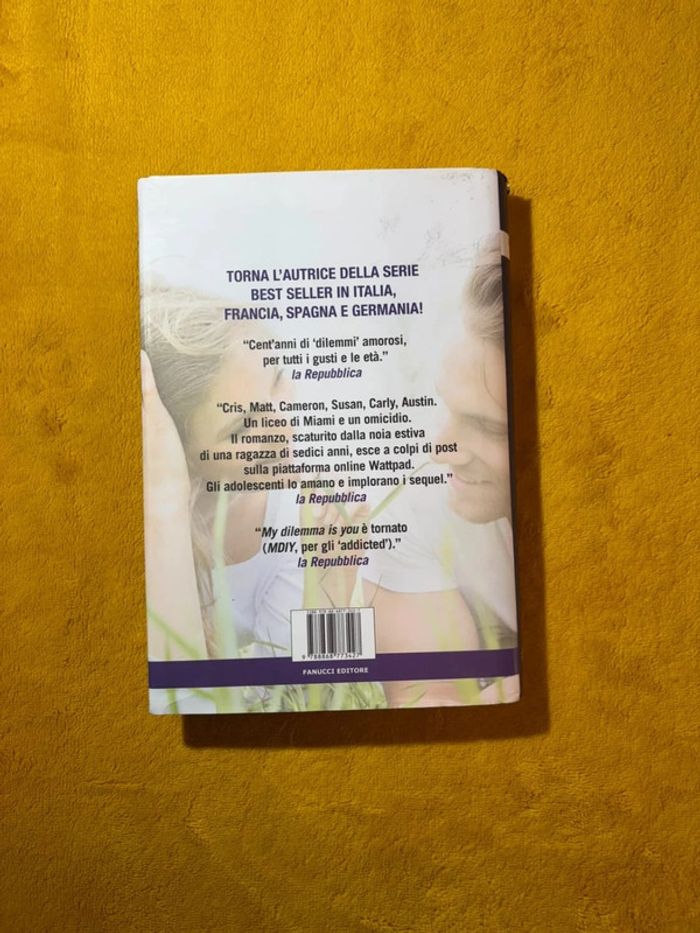 TORNA L'AUTRICE DELLA SERIE
BEST SELLER IN ITALIA,
FRANCIA, SPAGNA E GERMANIA!
“Cent'anni di ‘dilemmi’ amorosi,
per tutti i gusti e le età.”
la Repubblica
“Cris, Matt, Cameron, Susan, Carly, Austin.
Un liceo di Miami e un omicidio.
Il romanzo, scaturito dalla noia estiva
di una ragazza di sedici anni, esce a colpi di post
sulla piattaforma online Wattpad.
Gli adolescenti lo amano e implorano i sequel.”
la Repubblica
“My dilemma is you è tornato
(MDIY, per gli ‘addicted’).”
la Repubblica
9 788868 773427
FANUCCI EDITORE